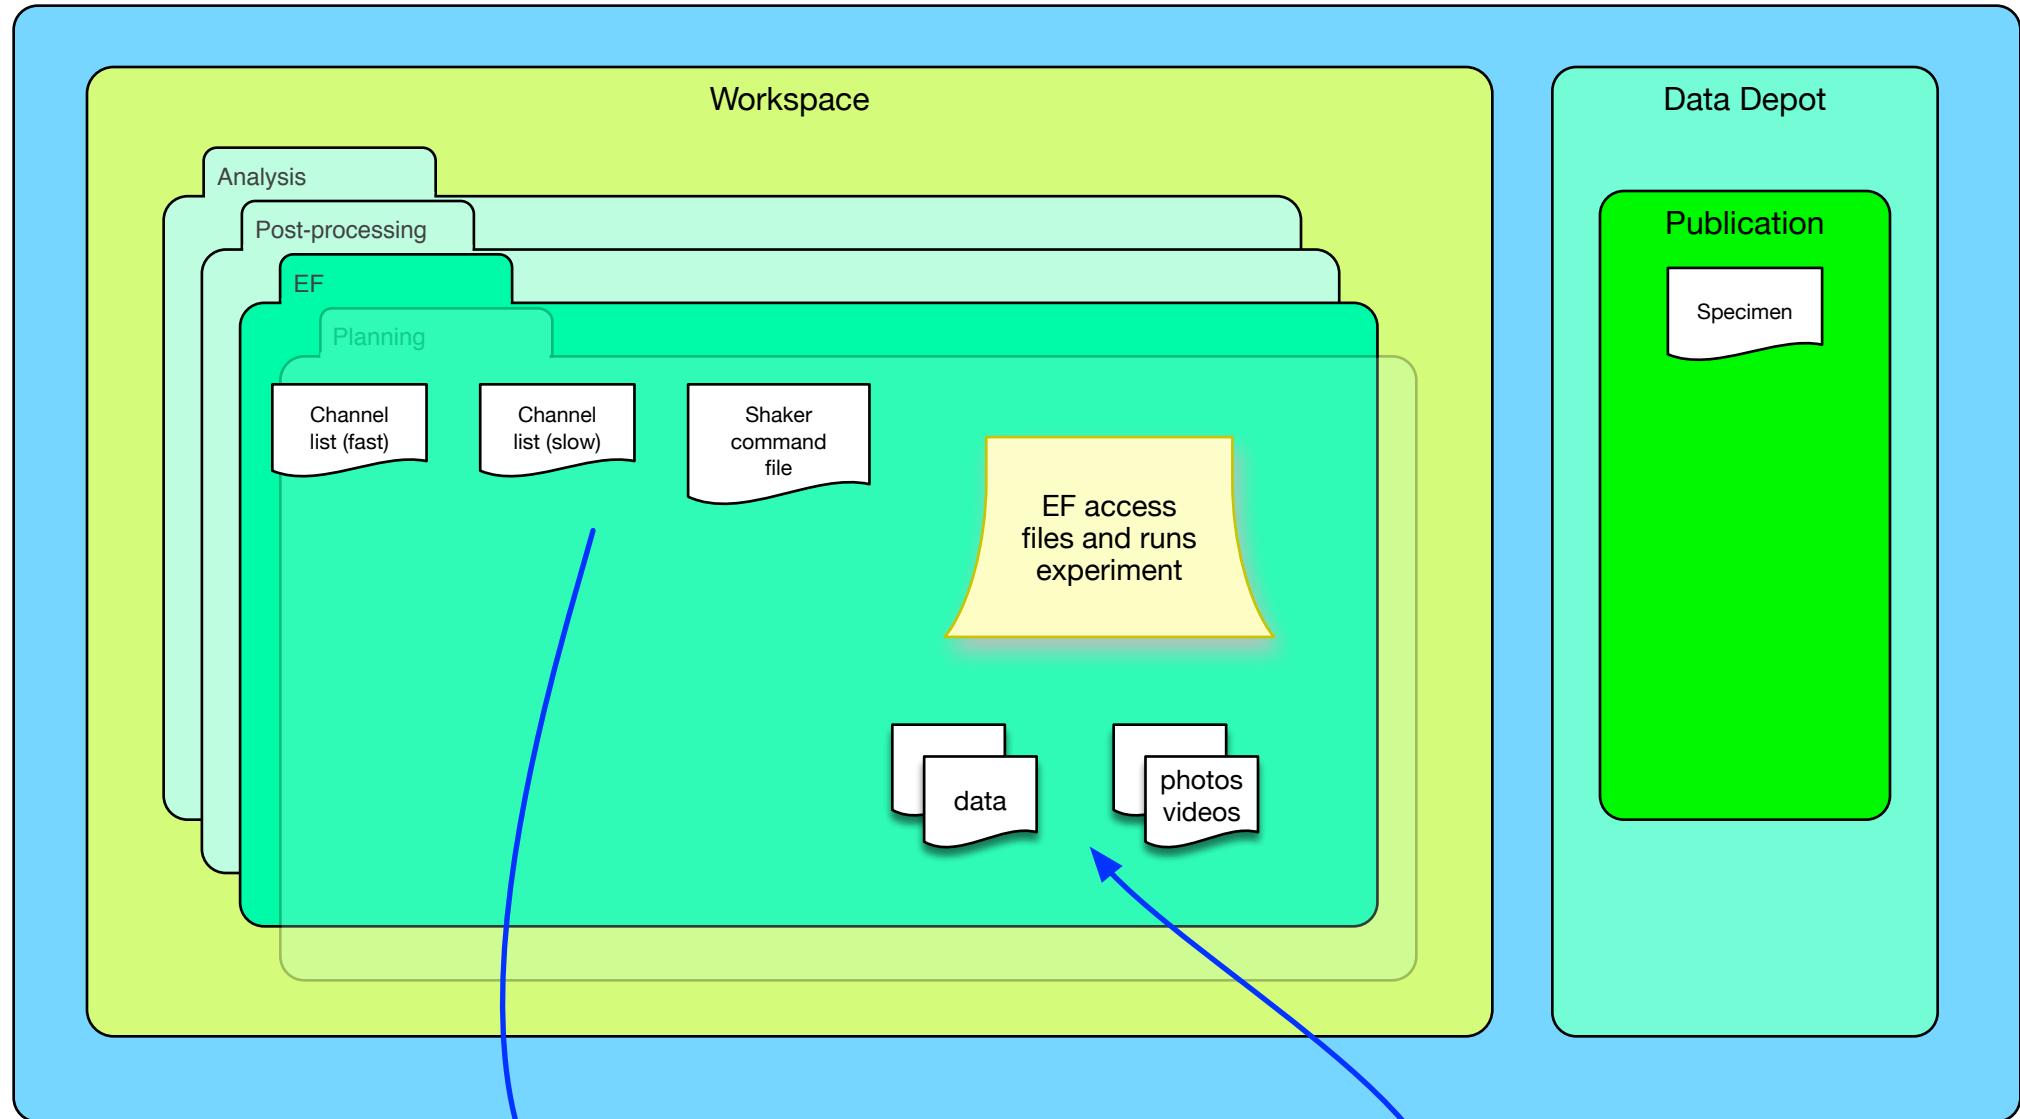 Workspace
Data Depot
Analysis
Post-processing
EF
Planning
Publication
Specimen
Channel
list (fast)
Channel
list (slow)
Shaker
command
file
EF access
files and runs
experiment
data
photos
videos